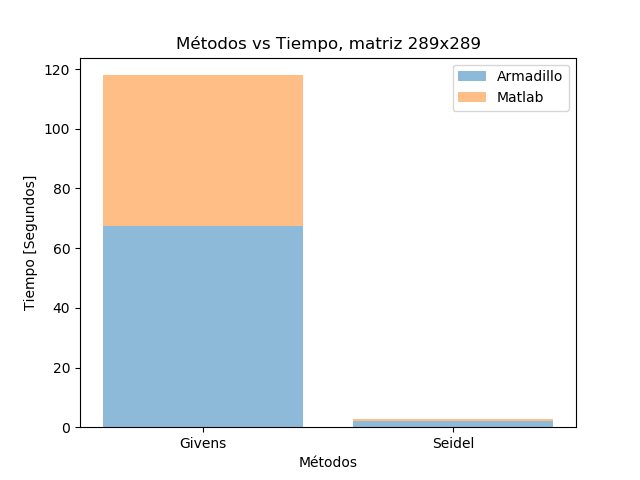 Métodos vs Tiempo, matriz 289x289
Armadillo
Matlab
120
100
80
60
40
20
0
Tiempo [Segundos]
Givens
Seidel
Métodos